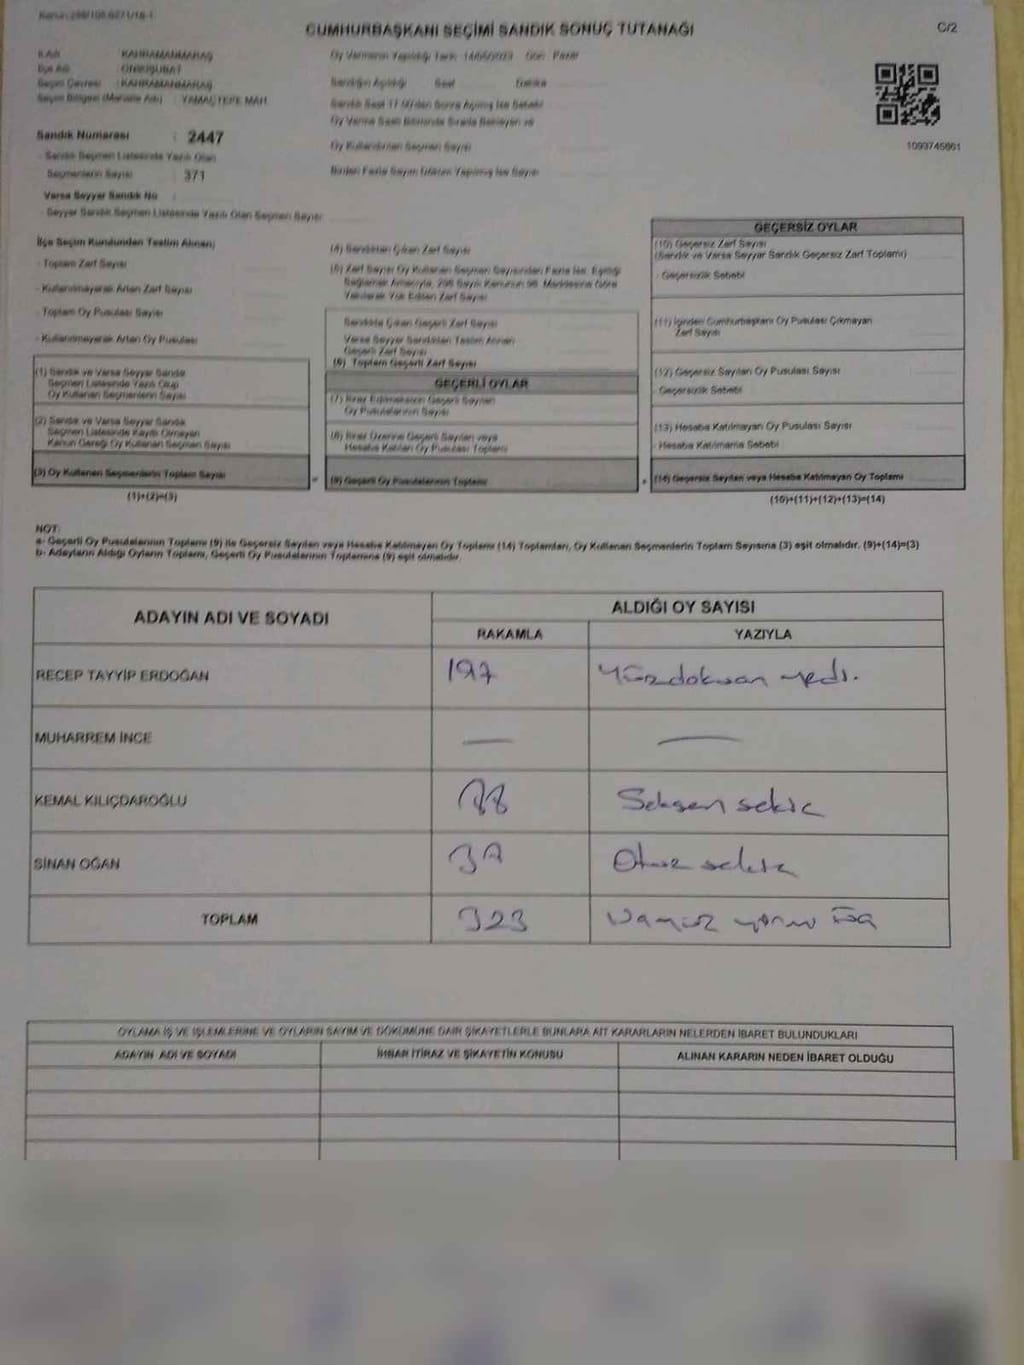 CUMHURBAŞKANI SEÇİMİ SANDIK SONUÇ TUTANAĞI
C/2
İl Adı : KAHRAMANMARAŞ
İlçe Adı : ONİKİŞUBAT
Seçim Çevresi : KAHRAMANMARAŞ
Seçim Bölgesi (Mahalle Adı) : YAMAÇTEPE MAH.
Oy Vermenin Yapıldığı Tarih: 14/05/2023 Gün: Pazar
Sandığın Açıldığı Saat Dakika
Sandık Saat 17.00'den Sonra Açılmış İse Sebebi
Oy Verme Saati Bitiminde Sırada Bekleyen ve
Oy Kullandırılan Seçmen Sayısı
Birden Fazla Sayım Döküm Yapılmış İse Sayısı
1093745861
Sandık Numarası : 2447
- Sandık Seçmen Listesinde Yazılı Olan
Seçmenlerin Sayısı : 371
Varsa Seyyar Sandık No :
- Seyyar Sandık Seçmen Listesinde Yazılı Olan Seçmen Sayısı
İlçe Seçim Kurulundan Teslim Alınan;
- Toplam Zarf Sayısı
- Kullanılmayarak Artan Zarf Sayısı
- Toplam Oy Pusulası Sayısı
- Kullanılmayarak Artan Oy Pusulası
(1) Sandık ve Varsa Seyyar Sandık
Seçmen Listesinde Yazılı Olup
Oy Kullanan Seçmenlerin Sayısı
(2) Sandık ve Varsa Seyyar Sandık
Seçmen Listesinde Kayıtlı Olmayan
Kanun Gereği Oy Kullanan Seçmen Sayısı
(3) Oy Kullanan Seçmenlerin Toplam Sayısı
(1)+(2)=(3)
(4) Sandıktan Çıkan Zarf Sayısı
(5) Zarf Sayısı Oy Kullanan Seçmen Sayısından Fazla İse, Eşitliği
Sağlamak Amacıyla, 298 Sayılı Kanunun 98. Maddesine Göre
Yakılarak Yok Edilen Zarf Sayısı
Sandıkta Çıkan Geçerli Zarf Sayısı
Varsa Seyyar Sandıktan Teslim Alınan
Geçerli Zarf Sayısı
(6) Toplam Geçerli Zarf Sayısı
GEÇERLİ OYLAR
(7) İtiraz Edilmeksizin Geçerli Sayılan
Oy Pusulalarının Sayısı
(8) İtiraz Üzerine Geçerli Sayılan veya
Hesaba Katılan Oy Pusulası Toplamı
(9) Geçerli Oy Pusulalarının Toplamı
GEÇERSİZ OYLAR
(10) Geçersiz Zarf Sayısı
(Sandık ve Varsa Seyyar Sandık Geçersiz Zarf Toplamı)
- Geçersizlik Sebebi
(11) İçinden Cumhurbaşkanı Oy Pusulası Çıkmayan
Zarf Sayısı
(12) Geçersiz Sayılan Oy Pusulası Sayısı
- Geçersizlik Sebebi
(13) Hesaba Katılmayan Oy Pusulası Sayısı
- Hesaba Katılmama Sebebi
(14) Geçersiz Sayılan veya Hesaba Katılmayan Oy Toplamı
(10)+(11)+(12)+(13)=(14)
NOT:
a- Geçerli Oy Pusulalarının Toplamı (9) ile Geçersiz Sayılan veya Hesaba Katılmayan Oy Toplamı (14) Toplamları, Oy Kullanan Seçmenlerin Toplam Sayısına (3) eşit olmalıdır. (9)+(14)=(3)
b- Adayların Aldığı Oyların Toplamı, Geçerli Oy Pusulalarının Toplamına (9) eşit olmalıdır.
ADAYIN ADI VE SOYADI
ALDIĞI OY SAYISI
RAKAMLA YAZIYLA
RECEP TAYYİP ERDOĞAN 197 Yüzdoksan yedi.
MUHARREM İNCE — —
KEMAL KILIÇDAROĞLU 88 Seksen sekiz
SİNAN OĞAN Otuz sekiz
TOPLAM 323 yirmi üç
OYLAMA İŞ VE İŞLEMLERİNE VE OYLARIN SAYIM VE DÖKÜMÜNE DAİR ŞİKAYETLERLE BUNLARA AİT KARARLARIN NELERDEN İBARET BULUNDUKLARI
ADAYIN ADI VE SOYADI İHBAR İTİRAZ VE ŞİKAYETİN KONUSU ALINAN KARARIN NEDEN İBARET OLDUĞU